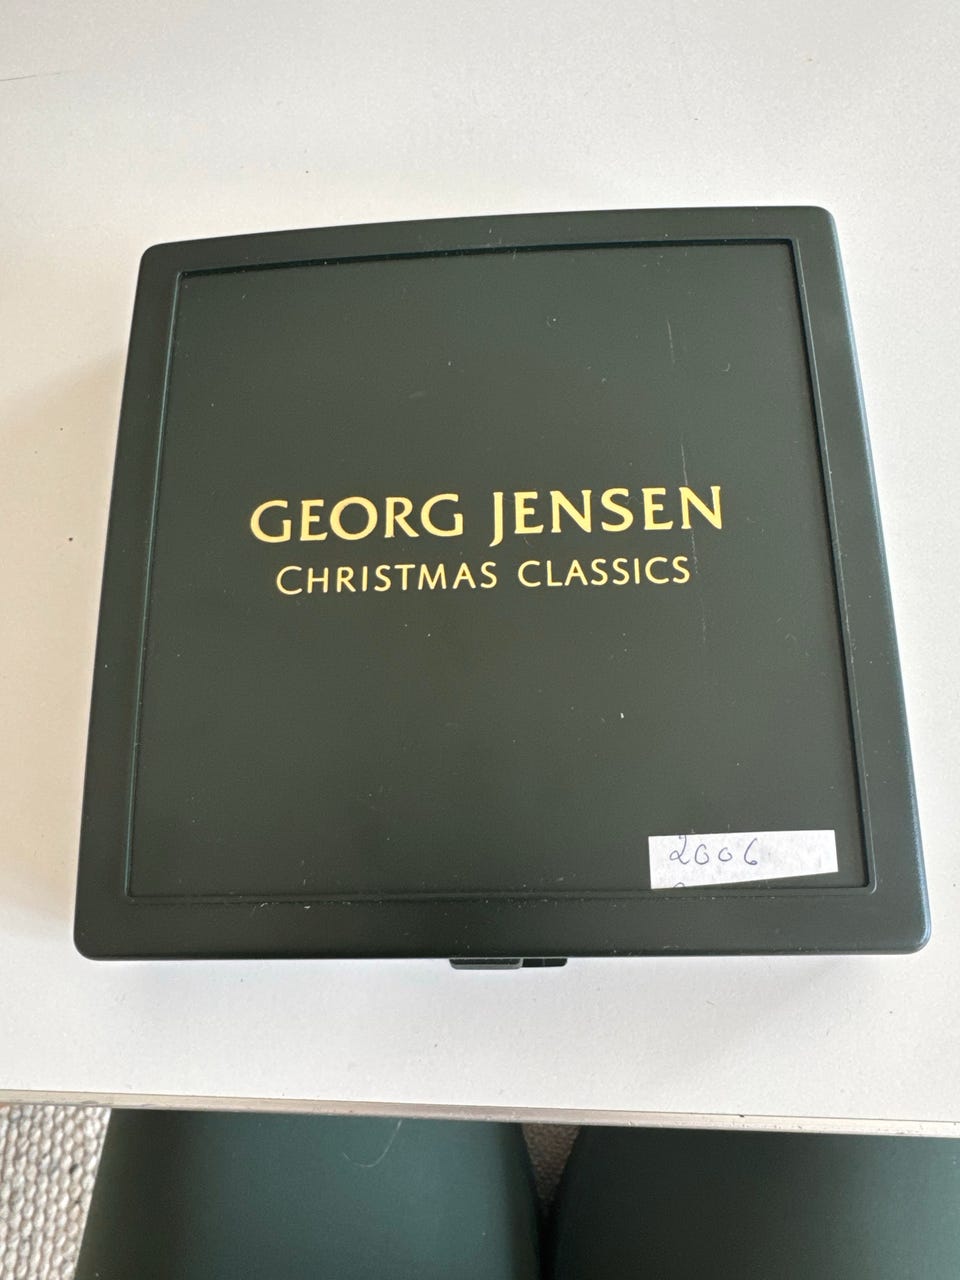 GEORG JENSEN
CHRISTMAS CLASSICS
2006